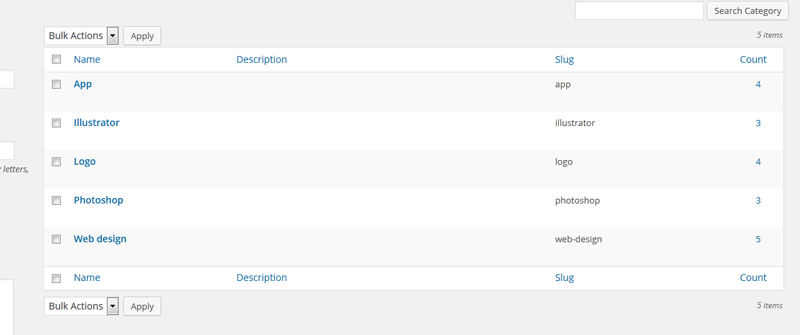 Search Category
Bulk Actions Apply 5 items
Name Description Slug Count
App app 4
Illustrator illustrator 3
Logo logo 4
letters,
Photoshop photoshop 3
Web design web-design 5
Name Description Slug Count
Bulk Actions Apply 5 items